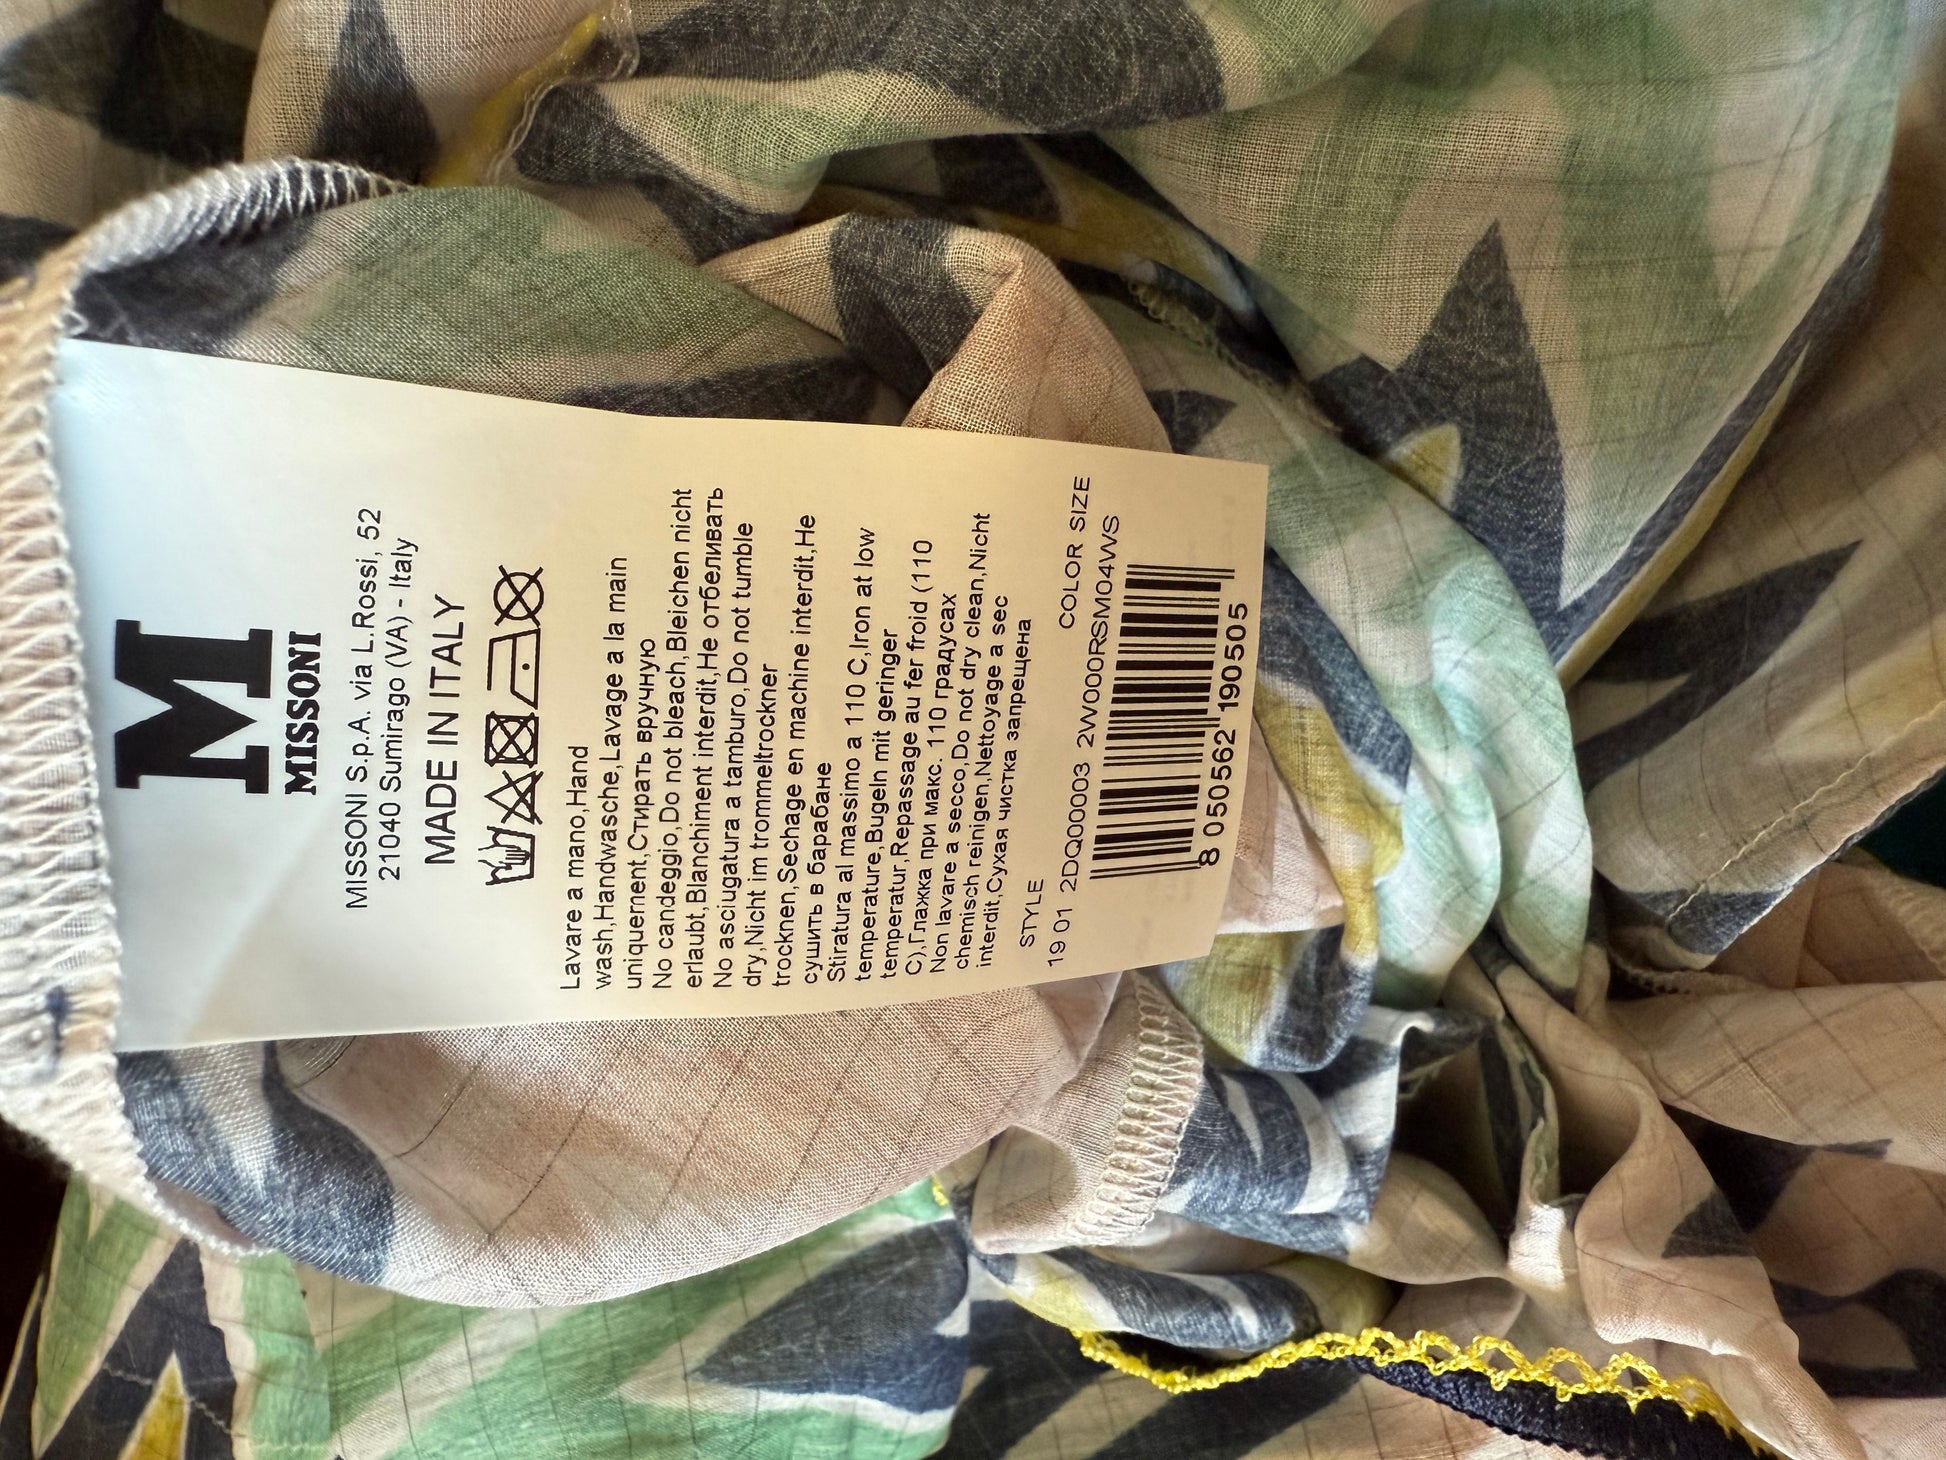 M
MISSONI
MISSONI S.p.A. via L.Rossi, 52
21040 Sumirago (VA) - Italy
MADE IN ITALY
Lavare a mano,Hand
wash,Handwasche,Lavage a la main
uniquement,Стирать вручную
No candeggio,Do not bleach,Bleichen nicht
erlaubt,Blanchiment interdit,Не отбеливать
No asciugatura a tamburo,Do not tumble
dry,Nicht im trommeltrockner
trocknen,Sechage en machine interdit,Не
сушить в барабане
Stiratura al massimo a 110 C,Iron at low
temperature,Bugeln mit geringer
temperatur,Repassage au fer froid (110
C),Глажка при макс. 110 градусах
Non lavare a secco,Do not dry clean,Nicht
chemisch reinigen,Nettoyage a sec
interdit,Сухая чистка запрещена
STYLE COLOR SIZE
19 01 2DQ00003 2W000RSM04WS
8 050562 190505